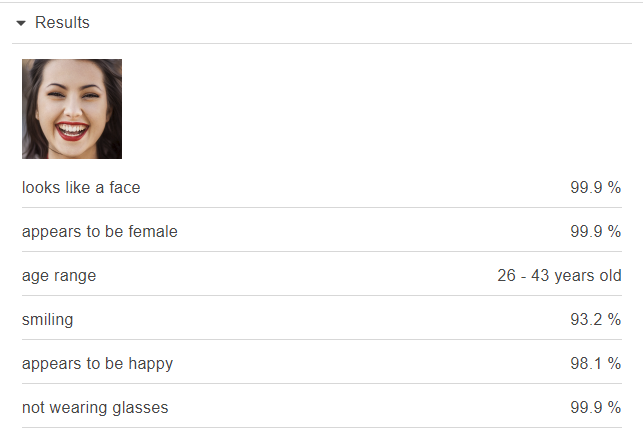 Results
looks like a face 99.9 %
appears to be female 99.9 %
age range 26 - 43 years old
smiling 93.2 %
appears to be happy 98.1 %
not wearing glasses 99.9 %